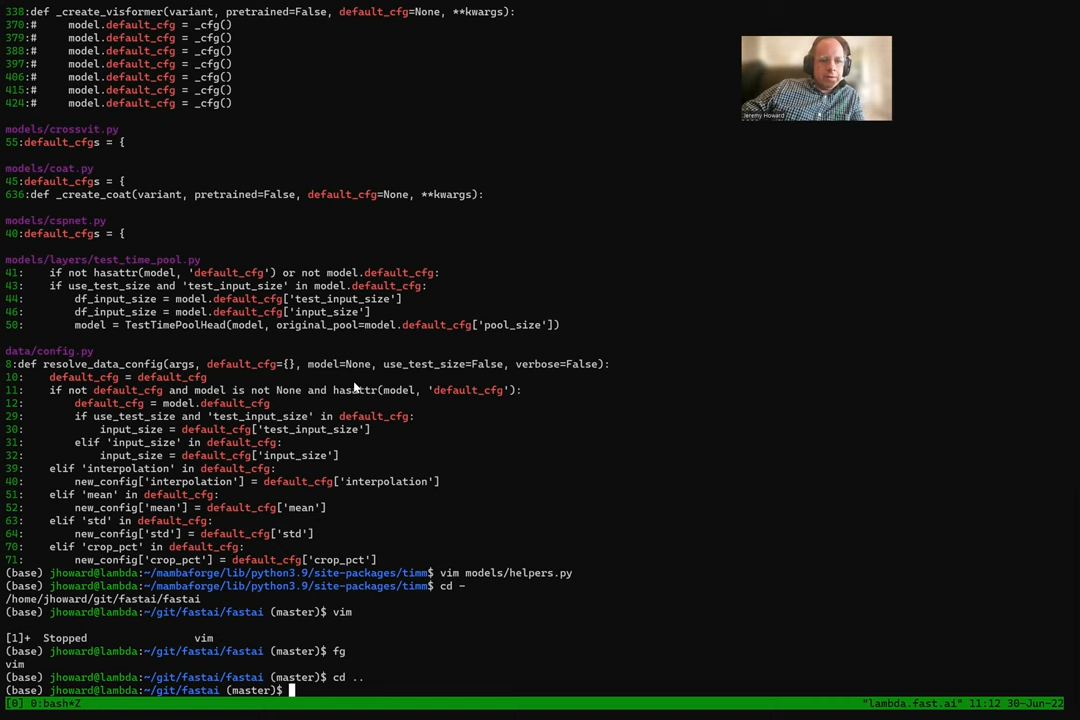 338:def _create_visformer(variant, pretrained=False, default_cfg=None, **kwargs):
370:#    model.default_cfg = _cfg()
379:#    model.default_cfg = _cfg()
388:#    model.default_cfg = _cfg()
397:#    model.default_cfg = _cfg()
406:#    model.default_cfg = _cfg()
415:#    model.default_cfg = _cfg()
424:#    model.default_cfg = _cfg()
models/crossvit.py
55:default_cfgs = {
models/coat.py
45:default_cfgs = {
636:def _create_coat(variant, pretrained=False, default_cfg=None, **kwargs):
models/cspnet.py
40:default_cfgs = {
models/layers/test_time_pool.py
41:    if not hasattr(model, 'default_cfg') or not model.default_cfg:
43:    if use_test_size and 'test_input_size' in model.default_cfg:
44:        df_input_size = model.default_cfg['test_input_size']
46:        df_input_size = model.default_cfg['input_size']
50:        model = TestTimePoolHead(model, original_pool=model.default_cfg['pool_size'])
data/config.py
8:def resolve_data_config(args, default_cfg={}, model=None, use_test_size=False, verbose=False):
10:    default_cfg = default_cfg
11:    if not default_cfg and model is not None and hasattr(model, 'default_cfg'):
12:        default_cfg = model.default_cfg
29:        if use_test_size and 'test_input_size' in default_cfg:
30:            input_size = default_cfg['test_input_size']
31:        elif 'input_size' in default_cfg:
32:            input_size = default_cfg['input_size']
39:    elif 'interpolation' in default_cfg:
40:        new_config['interpolation'] = default_cfg['interpolation']
51:    elif 'mean' in default_cfg:
52:        new_config['mean'] = default_cfg['mean']
63:    elif 'std' in default_cfg:
64:        new_config['std'] = default_cfg['std']
70:    elif 'crop_pct' in default_cfg:
71:        new_config['crop_pct'] = default_cfg['crop_pct']
(base) jhoward@lambda:~/mambaforge/lib/python3.9/site-packages/timm$ vim models/helpers.py
(base) jhoward@lambda:~/mambaforge/lib/python3.9/site-packages/timm$ cd -
/home/jhoward/git/fastai/fastai
(base) jhoward@lambda:~/git/fastai/fastai (master)$ vim
[1]+  Stopped                 vim
(base) jhoward@lambda:~/git/fastai/fastai (master)$ fg
vim
(base) jhoward@lambda:~/git/fastai/fastai (master)$ cd ..
(base) jhoward@lambda:~/git/fastai (master)$
[0] 0:bash*Z "lambda.fast.ai" 11:12 30-Jun-22
Jeremy Howard